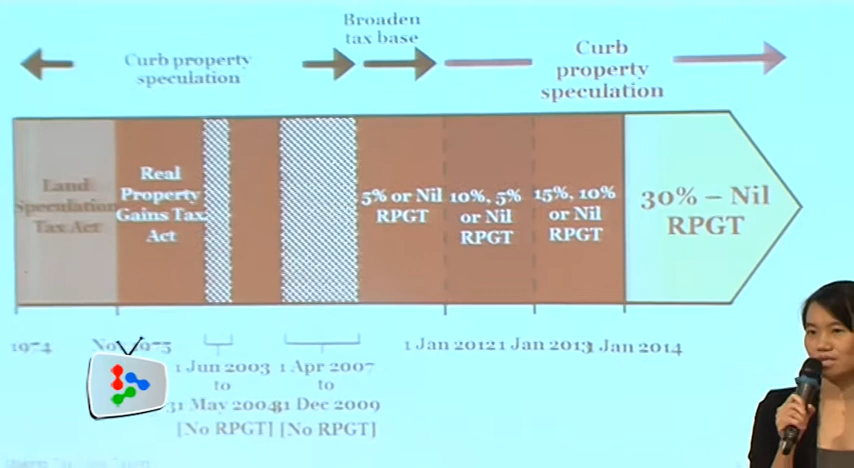 Broaden
tax base
Curb property
speculation
Curb
property
speculation
Land
Speculation
Tax Act
Real
Property
Gains Tax
Act
5% or Nil
RPGT
10%, 5%
or Nil
RPGT
15%, 10%
or Nil
RPGT
30% – Nil
RPGT
1974
1975
1 Jun 2003
to
31 May 2004
[No RPGT]
1 Apr 2007
to
31 Dec 2009
[No RPGT]
1 Jan 2012
1 Jan 2013
1 Jan 2014